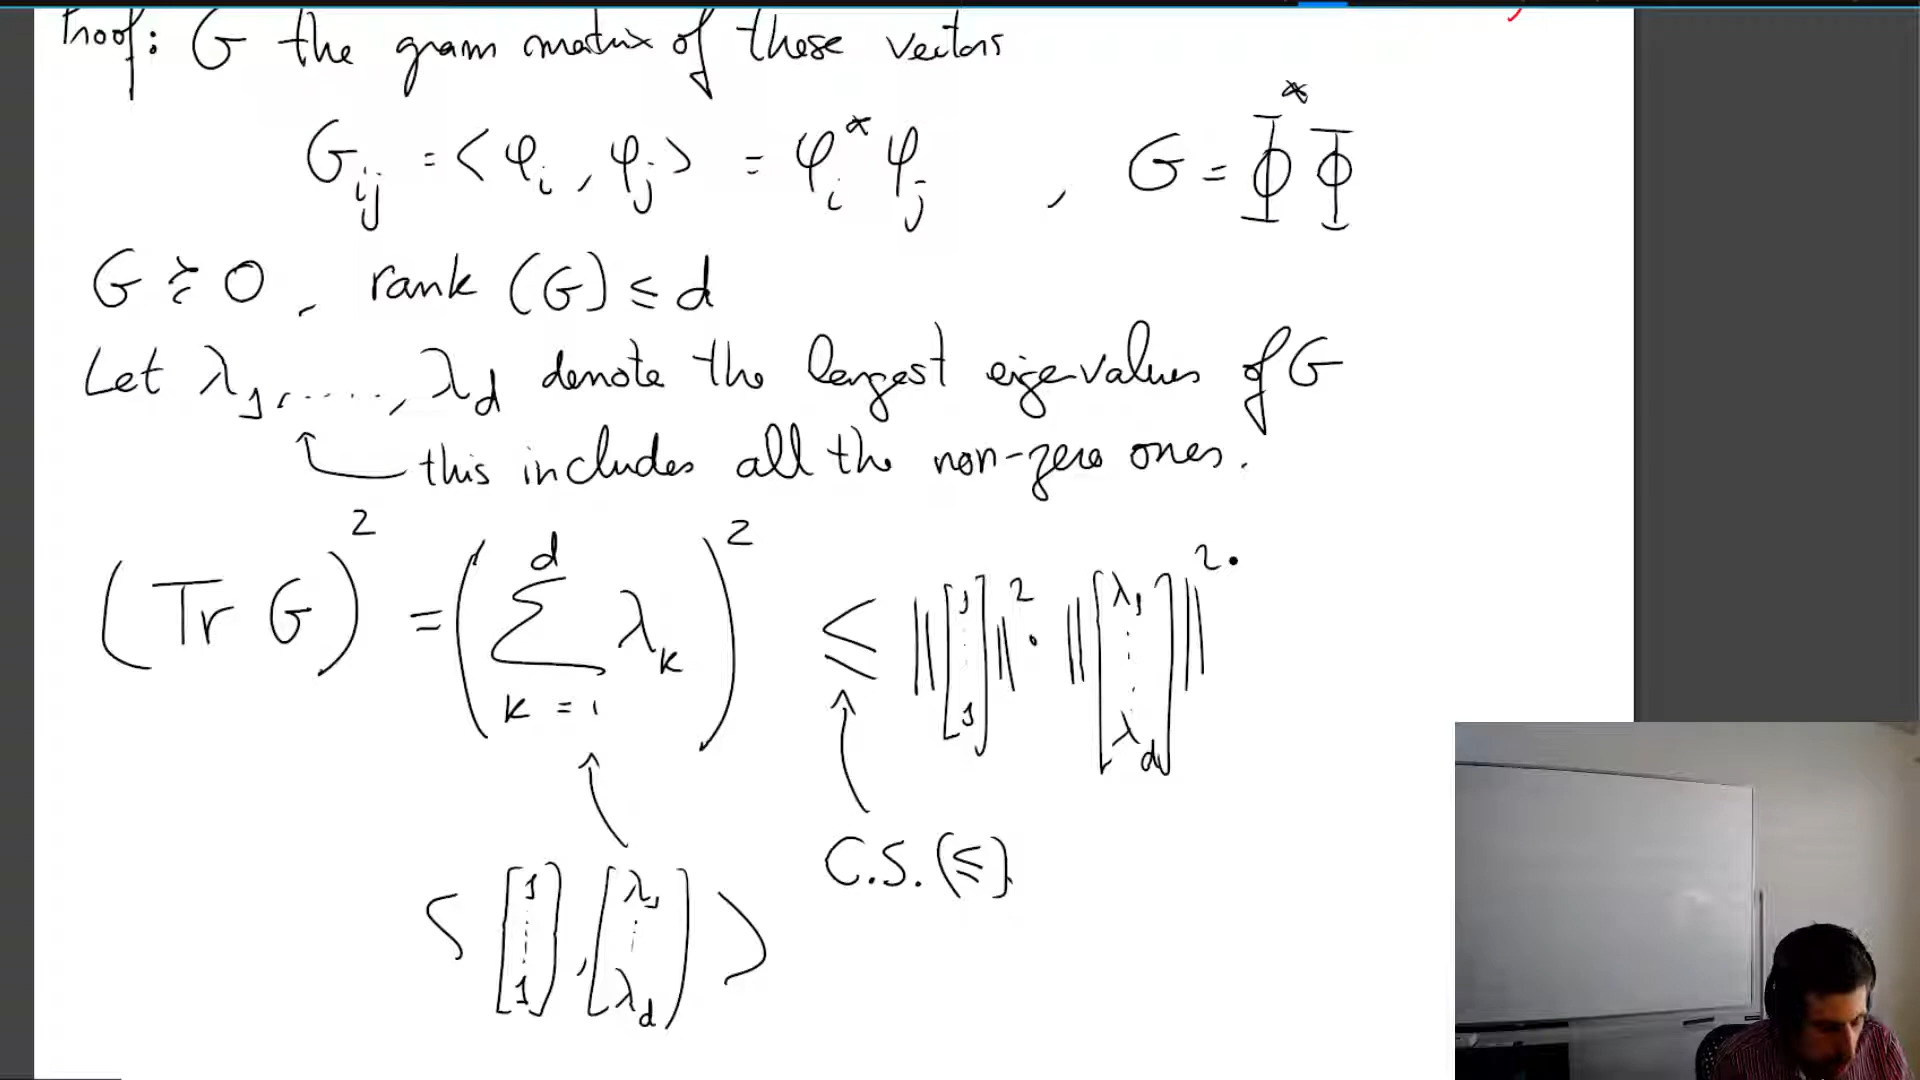 Proof: G the gram matrix of these vectors
G_ij = <φ_i, φ_j> = φ_i^* φ_j , G = Φ^* Φ
G ≽ 0, rank (G) ≤ d
Let λ_1, ....., λ_d denote the largest eigenvalues of G
this includes all the non-zero ones.
(Tr G)^2 = (∑_{k=1}^{d} λ_k)^2 ≤ ||[1 ⋮ 1]||^2 · ||[λ_1 ⋮ λ_d]||^2 ·
C.S. (≤)
< [1 ⋮ 1], [λ_1 ⋮ λ_d] >